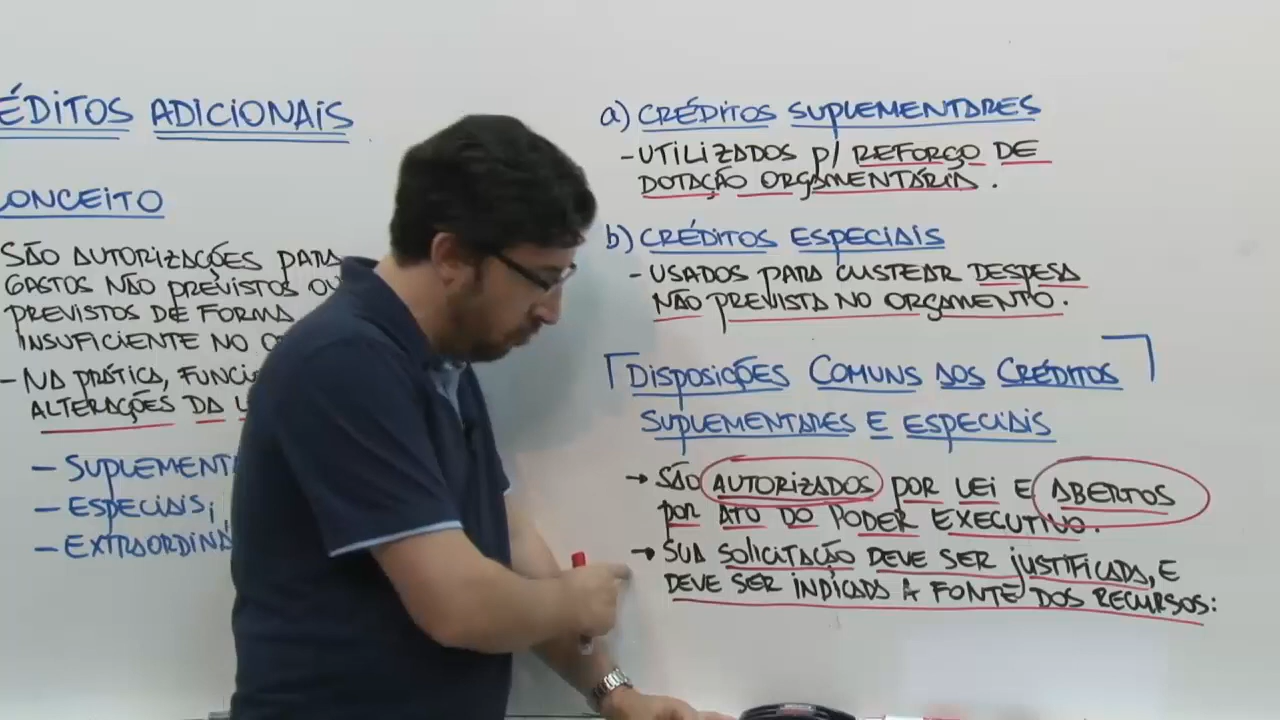 ÉDITOS ADICIONAIS
ONCEITO
SÃO AUTORIZAÇÕES PARA
GASTOS NÃO PREVISTOS OU
PREVISTOS DE FORMA
INSUFICIENTE NO O
- NA PRÁTICA, FUNCI
ALTERAÇÕES DA L
- SUPLEMENT
- ESPECIAIS;
- EXTRAORDINA
a) CRÉDITOS SUPLEMENTARES
- UTILIZADOS P/ REFORÇO DE
DOTAÇÃO ORÇAMENTÁRIA.
b) CRÉDITOS ESPECIAIS
- USADOS PARA CUSTEAR DESPESA
NÃO PREVISTA NO ORÇAMENTO.
DISPOSIÇÕES COMUNS AOS CRÉDITOS
SUPLEMENTARES E ESPECIAIS
→ SÃO AUTORIZADOS POR LEI E ABERTOS
POR ATO DO PODER EXECUTIVO.
→ SUA SOLICITAÇÃO DEVE SER JUSTIFICADA, E
DEVE SER INDICADA A FONTE DOS RECURSOS: